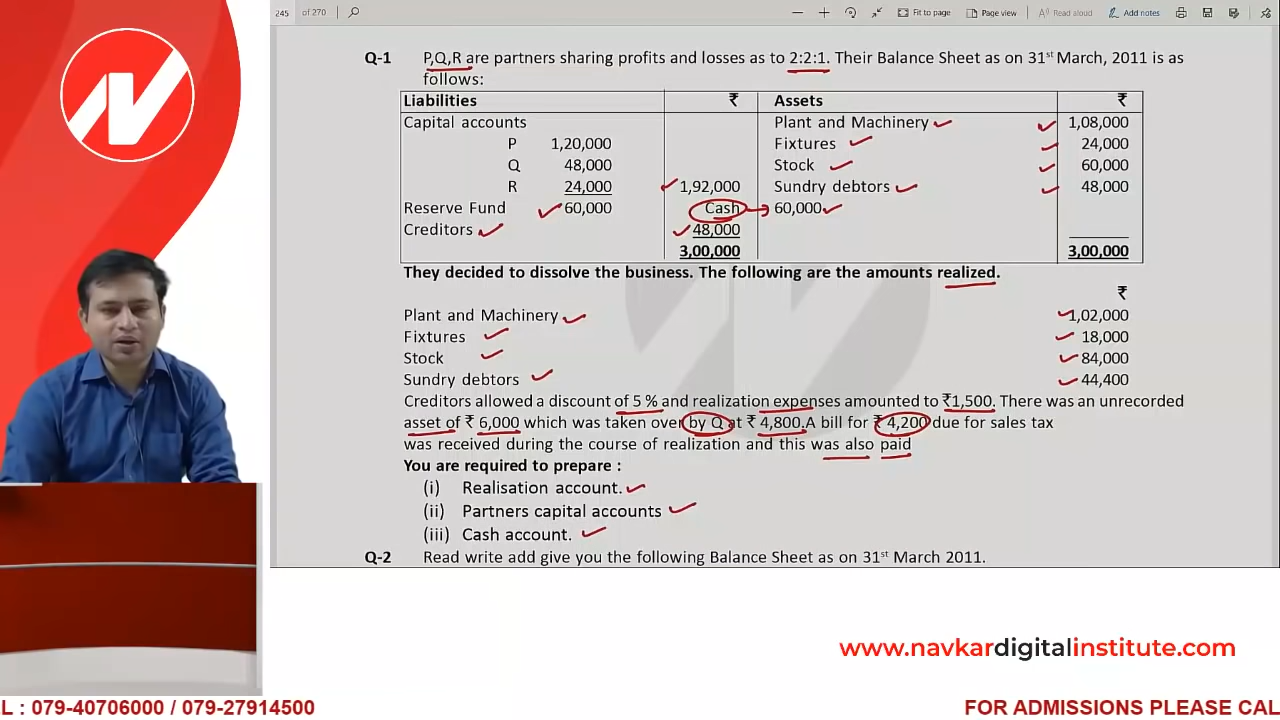 245 of 270 Fit to page Page view Read aloud Add notes
Q-1 P,Q,R are partners sharing profits and losses as to 2:2:1. Their Balance Sheet as on 31st March, 2011 is as
follows:
Liabilities ₹ Assets ₹
Capital accounts Plant and Machinery 1,08,000
P 1,20,000 Fixtures 24,000
Q 48,000 Stock 60,000
R 24,000 1,92,000 Sundry debtors 48,000
Reserve Fund 60,000 Cash 60,000
Creditors 48,000
3,00,000 3,00,000
They decided to dissolve the business. The following are the amounts realized.
₹
Plant and Machinery 1,02,000
Fixtures 18,000
Stock 84,000
Sundry debtors 44,400
Creditors allowed a discount of 5 % and realization expenses amounted to ₹1,500. There was an unrecorded
asset of ₹ 6,000 which was taken over by Q at ₹ 4,800.A bill for ₹ 4,200 due for sales tax
was received during the course of realization and this was also paid
You are required to prepare :
(i) Realisation account.
(ii) Partners capital accounts
(iii) Cash account.
Q-2 Read write add give you the following Balance Sheet as on 31st March 2011.
www.navkardigitalinstitute.com
L : 079-40706000 / 079-27914500 FOR ADMISSIONS PLEASE CAL